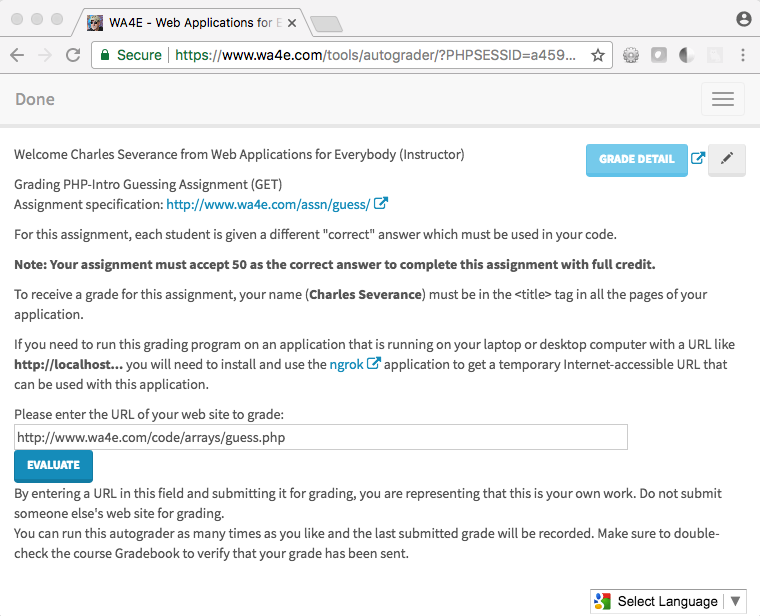 WA4E - Web Applications for E
Secure https://www.wa4e.com/tools/autograder/?PHPSESSID=a459...
Done
Welcome Charles Severance from Web Applications for Everybody (Instructor)
GRADE DETAIL
Grading PHP-Intro Guessing Assignment (GET)
Assignment specification: http://www.wa4e.com/assn/guess/
For this assignment, each student is given a different "correct" answer which must be used in your code.
Note: Your assignment must accept 50 as the correct answer to complete this assignment with full credit.
To receive a grade for this assignment, your name (Charles Severance) must be in the <title> tag in all the pages of your
application.
If you need to run this grading program on an application that is running on your laptop or desktop computer with a URL like
http://localhost... you will need to install and use the ngrok application to get a temporary Internet-accessible URL that
can be used with this application.
Please enter the URL of your web site to grade:
http://www.wa4e.com/code/arrays/guess.php
EVALUATE
By entering a URL in this field and submitting it for grading, you are representing that this is your own work. Do not submit
someone else's web site for grading.
You can run this autograder as many times as you like and the last submitted grade will be recorded. Make sure to double-
check the course Gradebook to verify that your grade has been sent.
Select Language